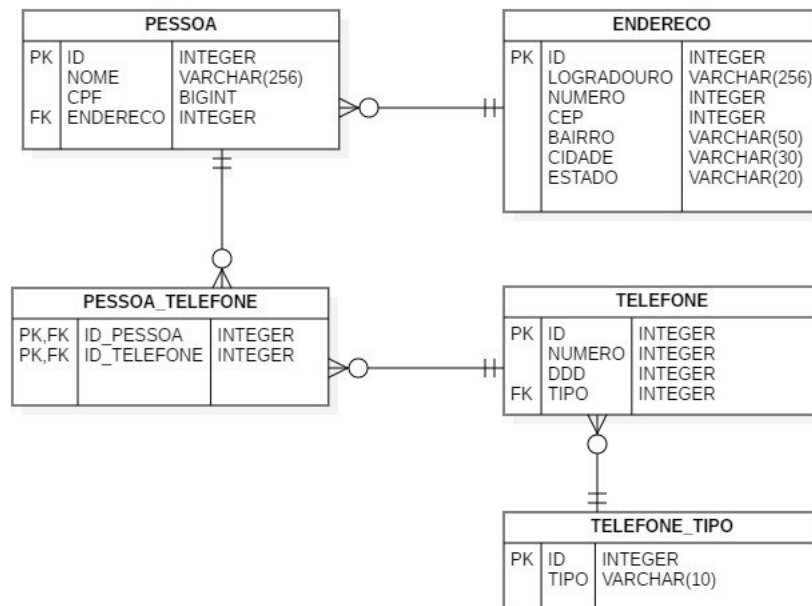 PESSOA
PK ID INTEGER
NOME VARCHAR(256)
CPF BIGINT
FK ENDERECO INTEGER
ENDERECO
PK ID INTEGER
LOGRADOURO VARCHAR(256)
NUMERO INTEGER
CEP INTEGER
BAIRRO VARCHAR(50)
CIDADE VARCHAR(30)
ESTADO VARCHAR(20)
PESSOA_TELEFONE
PK,FK ID_PESSOA INTEGER
PK,FK ID_TELEFONE INTEGER
TELEFONE
PK ID INTEGER
NUMERO INTEGER
DDD INTEGER
FK TIPO INTEGER
TELEFONE_TIPO
PK ID INTEGER
TIPO VARCHAR(10)